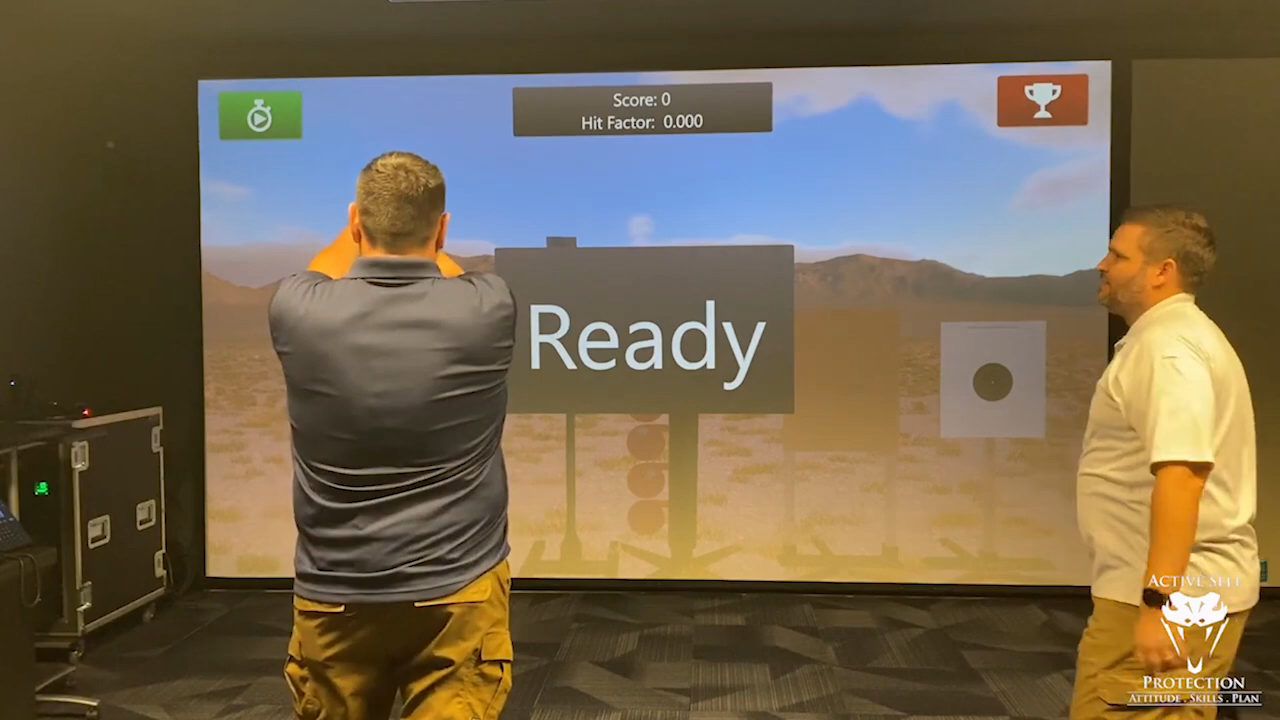 Score: 0
Hit Factor: 0.000
Ready
ACTIVE SELF
PROTECTION
ATTITUDE . SKILLS . PLAN